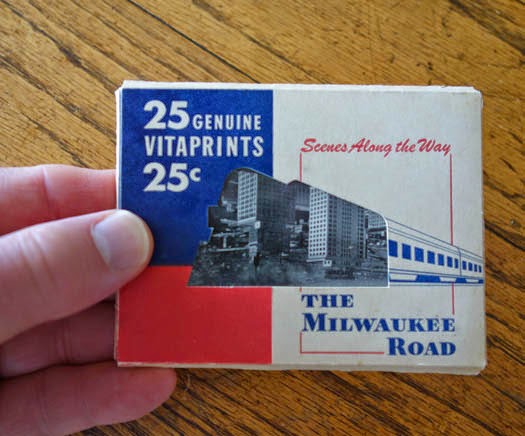 25 GENUINE
VITAPRINTS
25c
Scenes Along the Way
THE
MILWAUKEE
ROAD